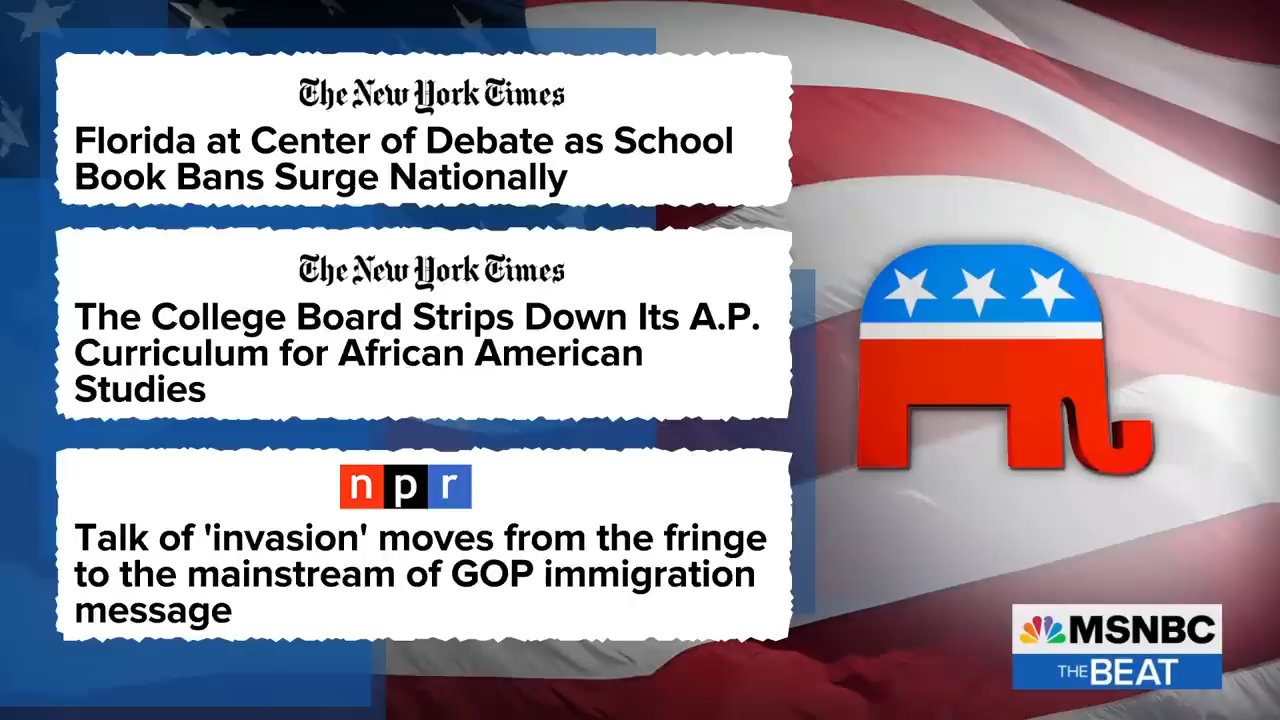 The New York Times
Florida at Center of Debate as School
Book Bans Surge Nationally
The New York Times
The College Board Strips Down Its A.P.
Curriculum for African American
Studies
npr
Talk of 'invasion' moves from the fringe
to the mainstream of GOP immigration
message
MSNBC
THE BEAT